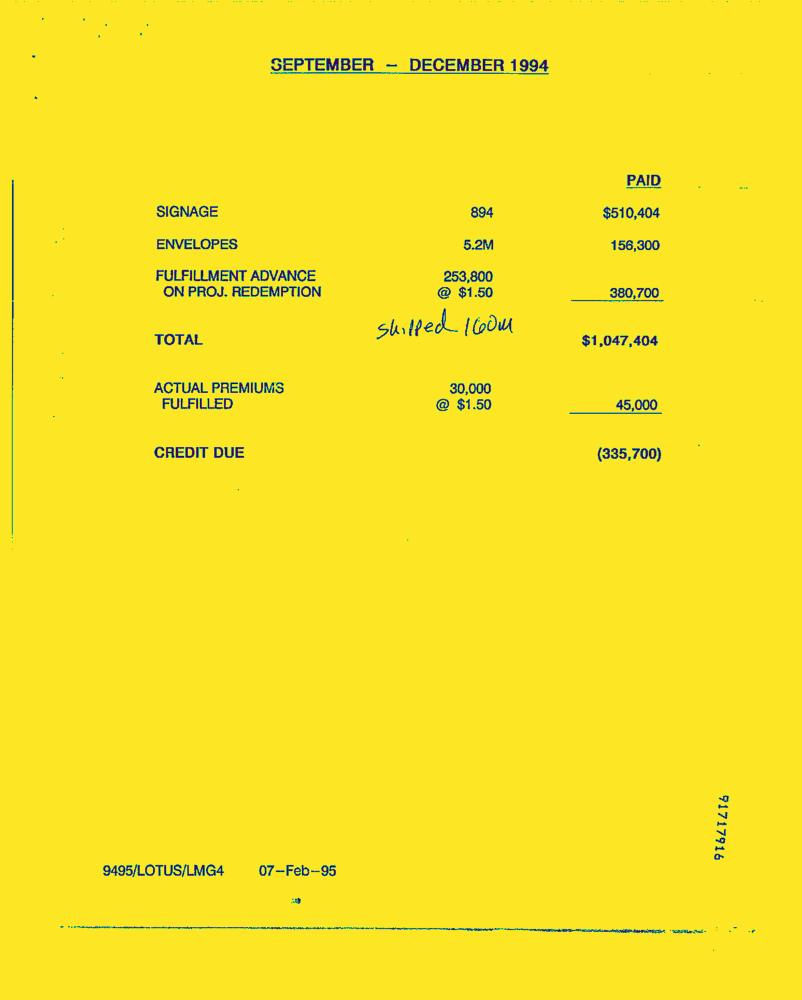 SEPTEMBER - DECEMBER 1994
PAID
SIGNAGE 894 $510,404
ENVELOPES 5.2M 156,300
FULFILLMENT ADVANCE 253,800
ON PROJ. REDEMPTION @ $1.50 380,700
shipped 160M
TOTAL $1,047,404
ACTUAL PREMIUMS 30,000
FULFILLED @ $1.50 45,000
CREDIT DUE (335,700)
91717916
9495/LOTUS/LMG4 07-Feb-95